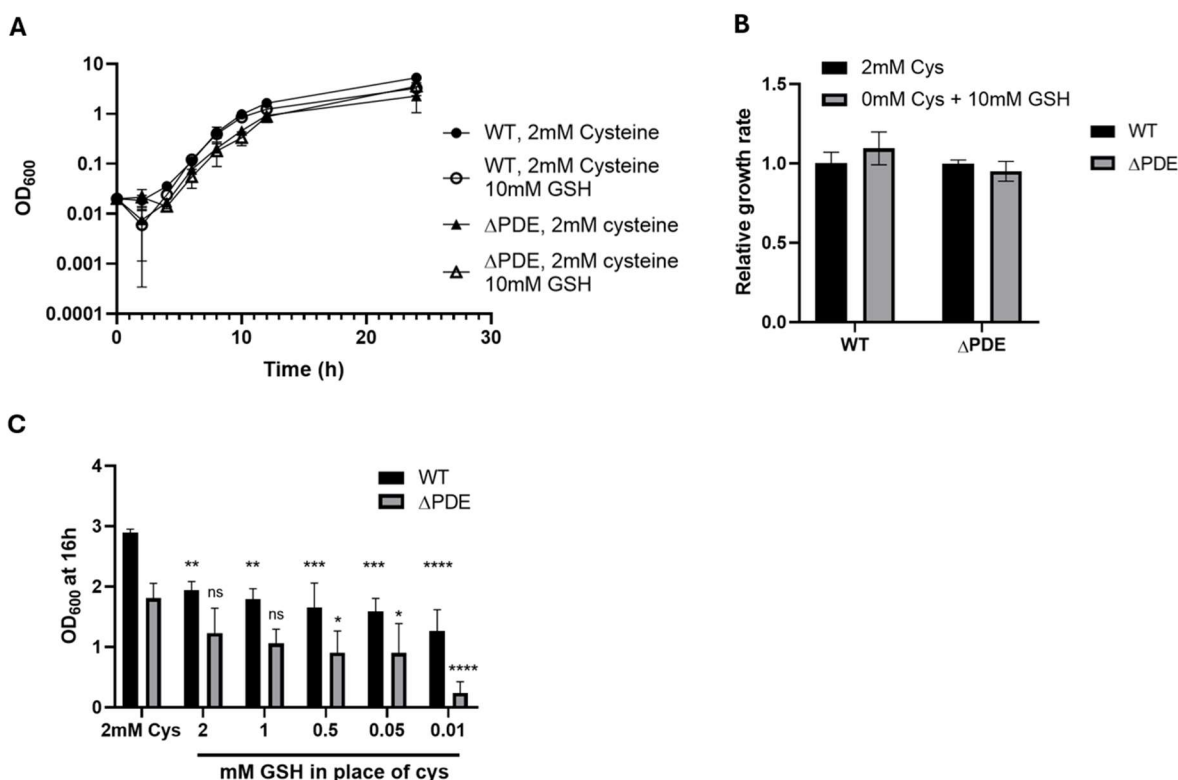 A
10
1
0.1
0.01
0.001
0.0001
OD600
0
10
20
30
Time (h)
WT, 2mM Cysteine
WT, 2mM Cysteine
10mM GSH
ΔPDE, 2mM cysteine
ΔPDE, 2mM cysteine
10mM GSH
B
2mM Cys
0mM Cys + 10mM GSH
WT
ΔPDE
1.5
1.0
0.5
0.0
Relative growth rate
WT
ΔPDE
C
WT
ΔPDE
4
3
2
1
0
OD600 at 16h
** ** *** *** ****
ns ns * * ****
2mM Cys 2 1 0.5 0.05 0.01
mM GSH in place of cys